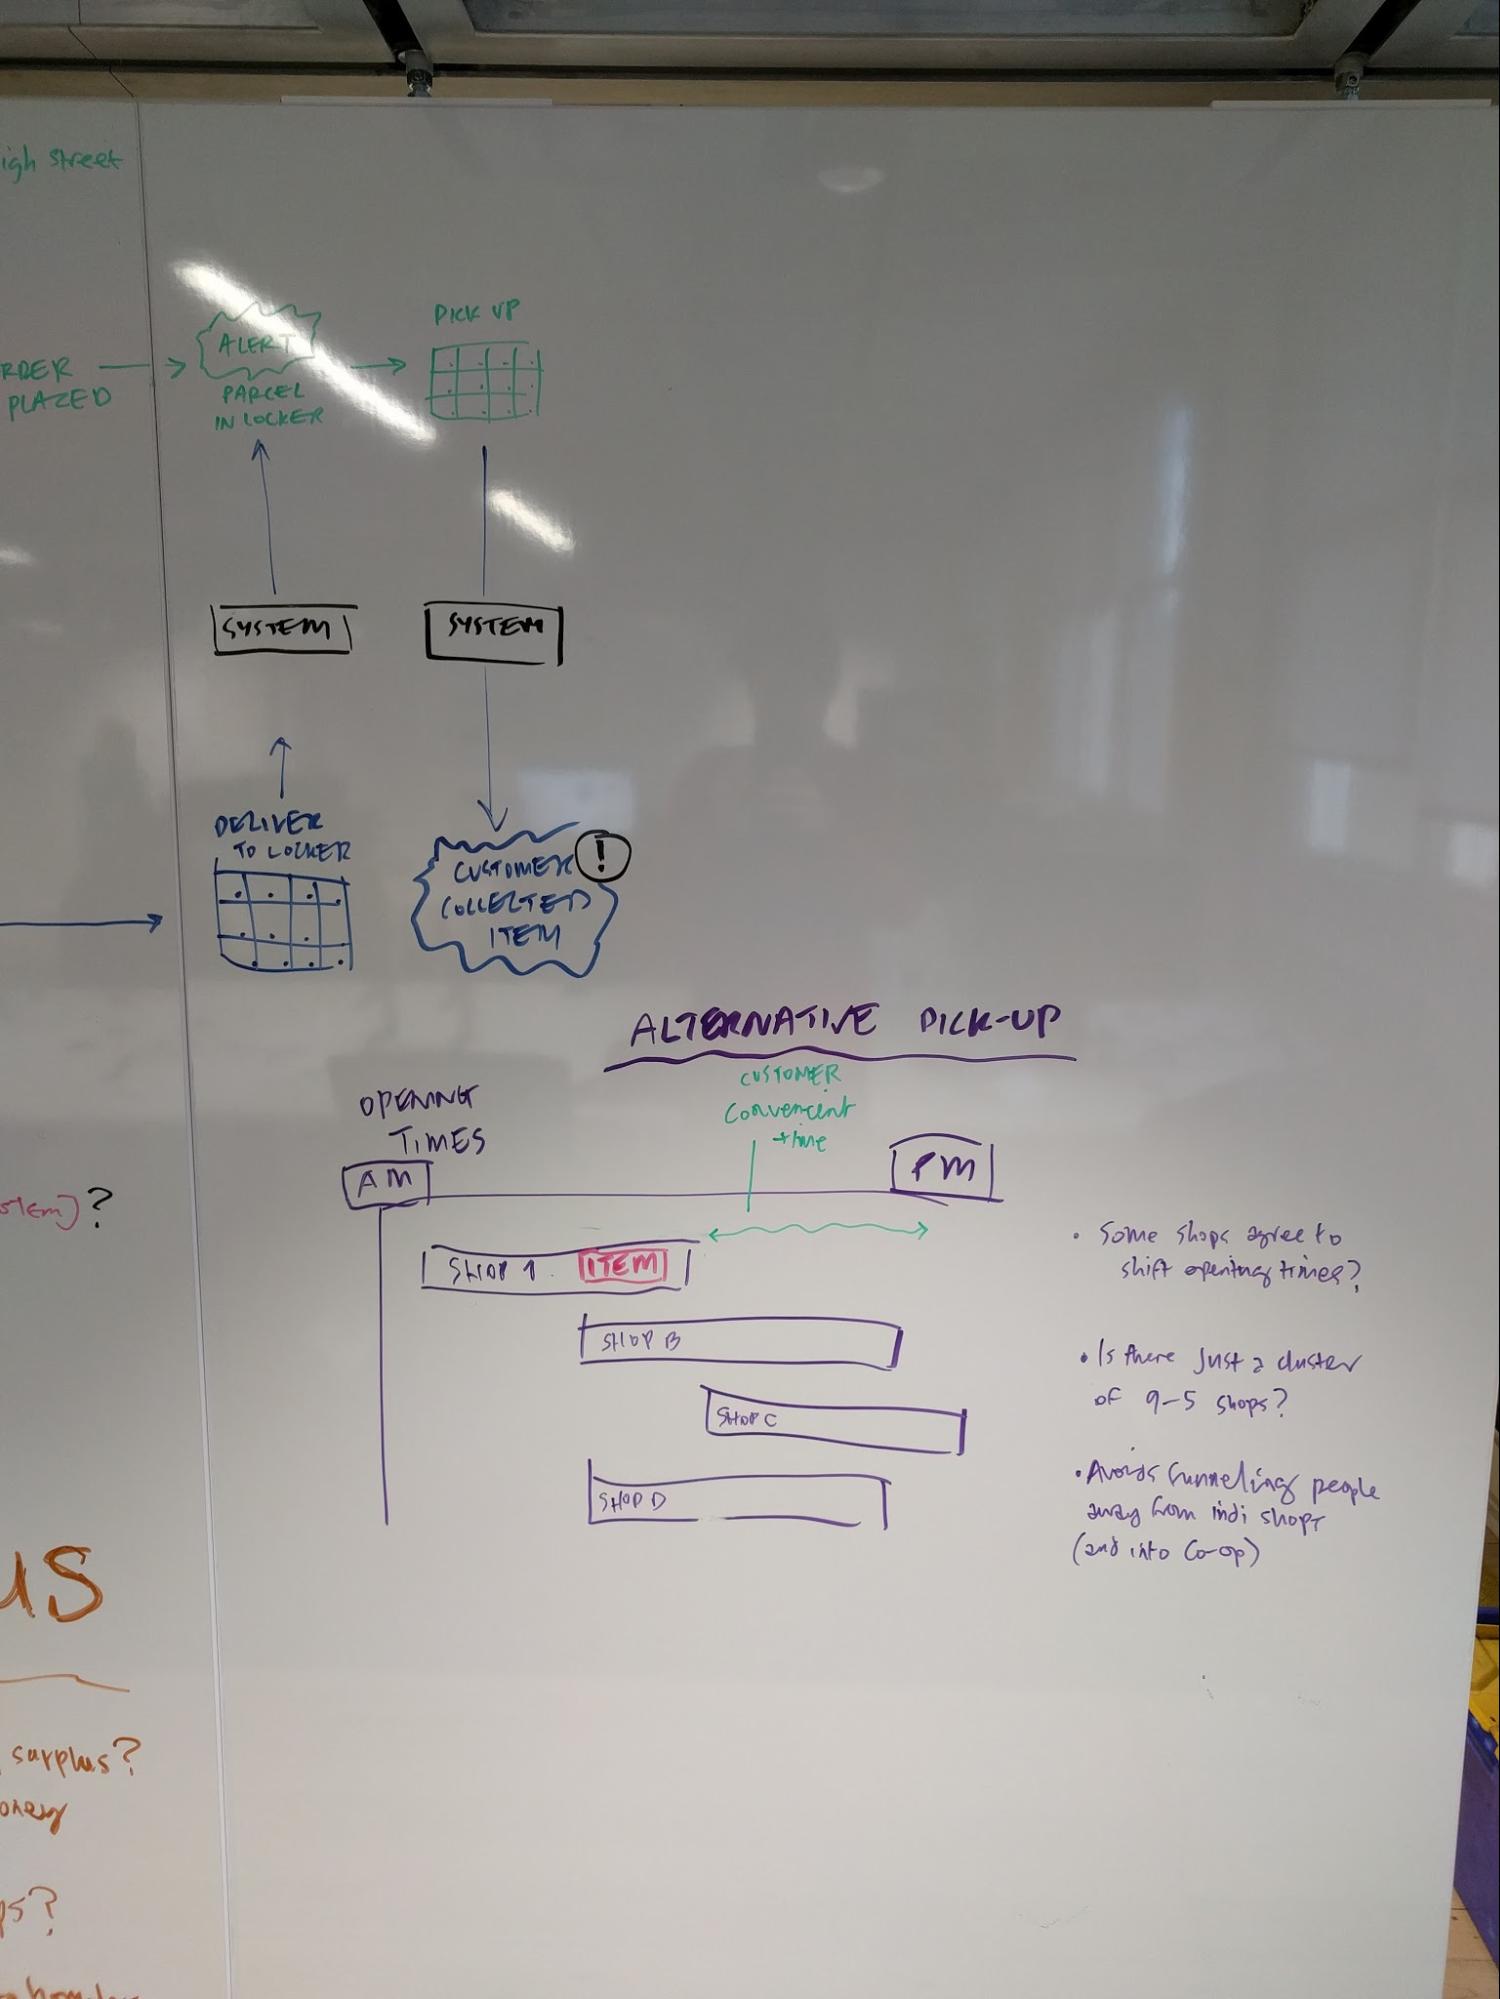 igh street
PICK UP
ALERT
PARCEL
IN LOCKER
RDER
PLAZED
SYSTEM
SYSTEM
DELIVER
TO LOCKER
CUSTOMER
!
COLLECTED
ITEM
ALTERNATIVE PICK-UP
CUSTOMER
Convencent
time
OPENING
TIMES
AM
PM
stem)?
SHOP 1. ITEM
SHOP B
SHOP C
SHOP D
• Some shops agree to
shift opening times?
• Is there just a cluster
of 9-5 shops?
• Avoids funneling people
away from indi shops
(and into Co-op)
us
surplus?
oney
ps?